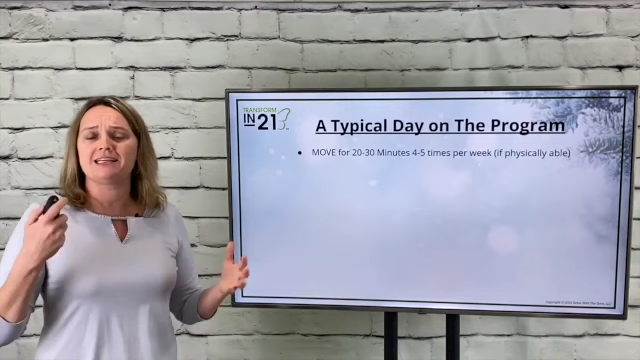 TRANSFORM
IN 21
A Typical Day on The Program
• MOVE for 20-30 Minutes 4-5 times per week (if physically able)